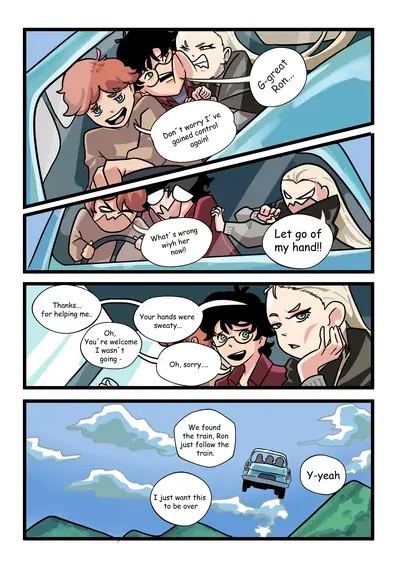 G-great
Ron...
Don´t worry I´ve
gained control
again!
What´s wrong
wiyh her
now!!
Let go of
my hand!!
Thanks...
for helping me..
Your hands were
sweaty...
Oh,
You´re welcome
I wasn´t
going -
Oh, sorry....
We found
the train, Ron
just follow the
train.
Y-yeah
I just want this
to be over